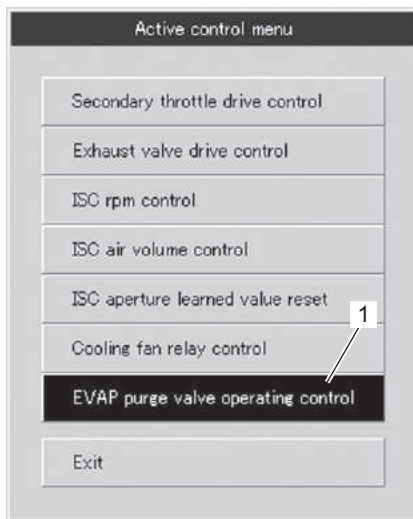 Active control menu
Secondary throttle drive control
Exhaust valve drive control
ISC rpm control
ISC air volume control
ISC aperture learned value reset
1
Cooling fan relay control
EVAP purge valve operating control
Exit